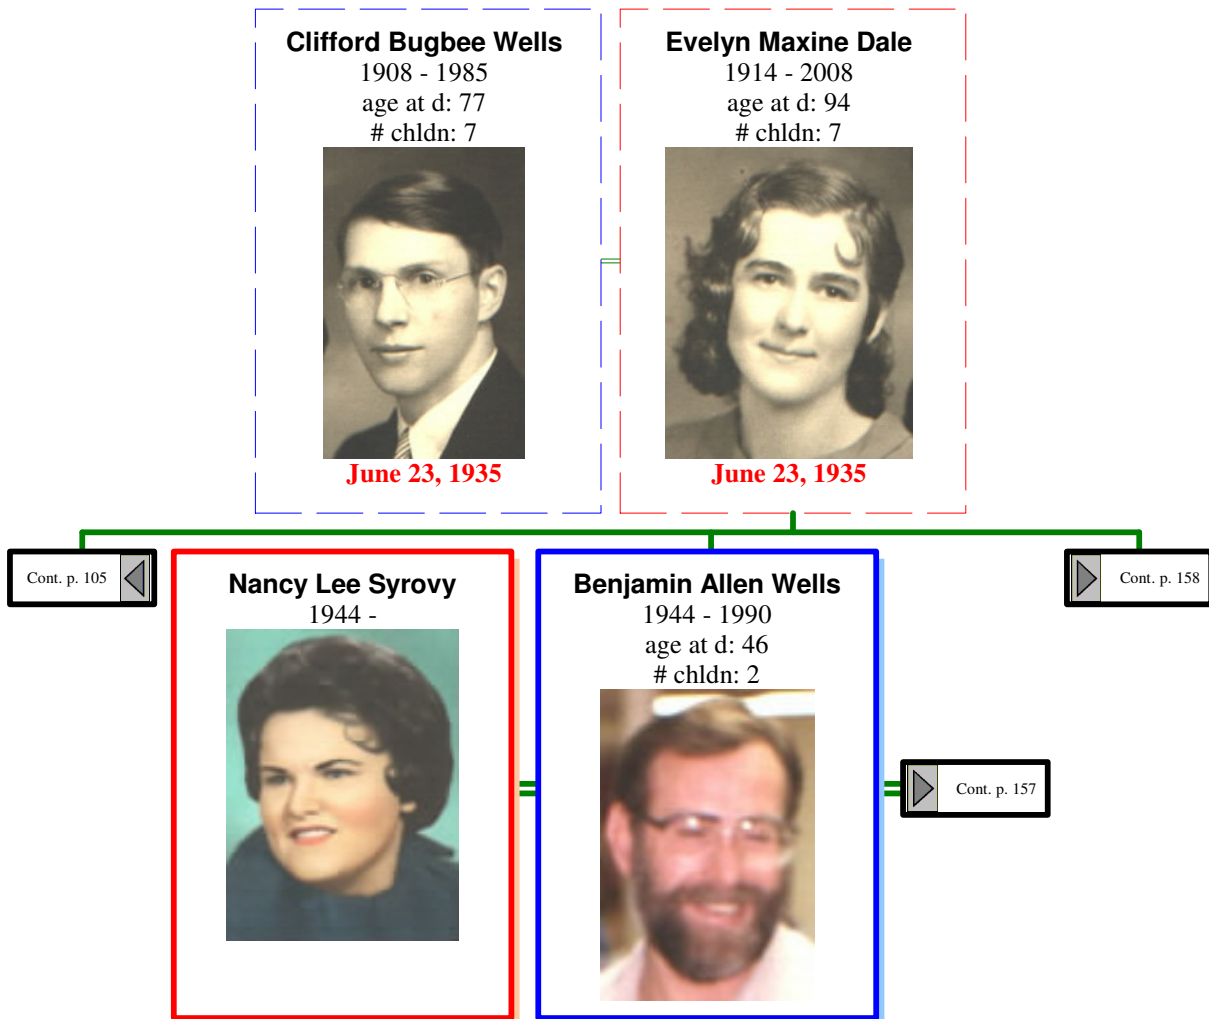 Clifford Bugbee Wells
1908 - 1985
age at d: 77
# chldn: 7
June 23, 1935
Evelyn Maxine Dale
1914 - 2008
age at d: 94
# chldn: 7
June 23, 1935
Cont. p. 105
Nancy Lee Syrovy
1944 -
Benjamin Allen Wells
1944 - 1990
age at d: 46
# chldn: 2
Cont. p. 158
Cont. p. 157